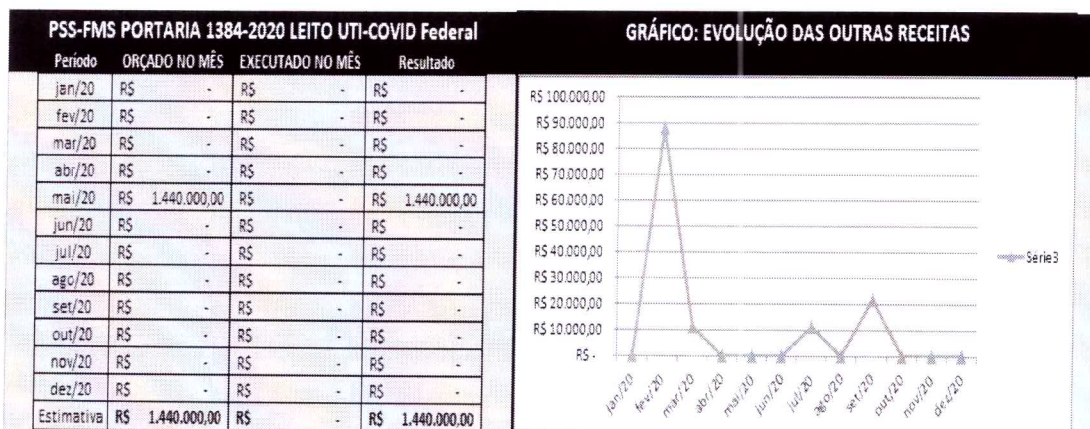 PSS-FMS PORTARIA 1384-2020 LEITO UTI-COVID Federal
Período ORÇADO NO MÊS EXECUTADO NO MÊS Resultado
jan/20 R$ - R$ - R$ -
fev/20 R$ - R$ - R$ -
mar/20 R$ - R$ - R$ -
abr/20 R$ - R$ - R$ -
mai/20 R$ 1.440.000,00 R$ - R$ 1.440.000,00
jun/20 R$ - R$ - R$ -
jul/20 R$ - R$ - R$ -
ago/20 R$ - R$ - R$ -
set/20 R$ - R$ - R$ -
out/20 R$ - R$ - R$ -
nov/20 R$ - R$ - R$ -
dez/20 R$ - R$ - R$ -
Estimativa R$ 1.440.000,00 R$ - R$ 1.440.000,00
GRÁFICO: EVOLUÇÃO DAS OUTRAS RECEITAS
R$ 100.000,00
R$ 90.000,00
R$ 80.000,00
R$ 70.000,00
R$ 60.000,00
R$ 50.000,00
R$ 40.000,00
R$ 30.000,00
R$ 20.000,00
R$ 10.000,00
R$ -
jan/20 fev/20 mar/20 abr/20 mai/20 jun/20 jul/20 ago/20 set/20 out/20 nov/20 dez/20
Série3